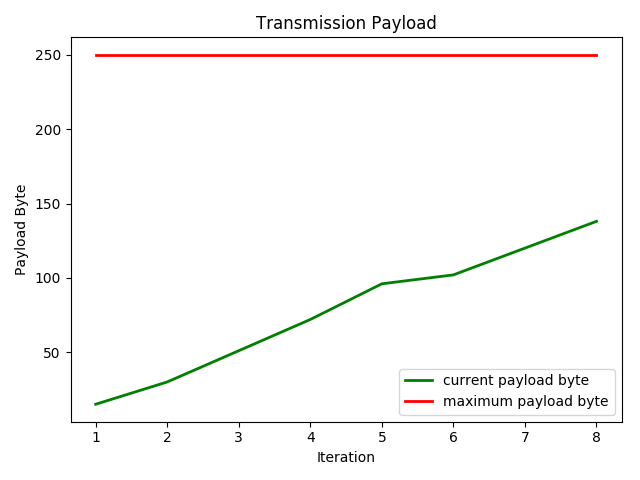 Transmission Payload
250
200
150
100
50
Payload Byte
1 2 3 4 5 6 7 8
Iteration
current payload byte
maximum payload byte